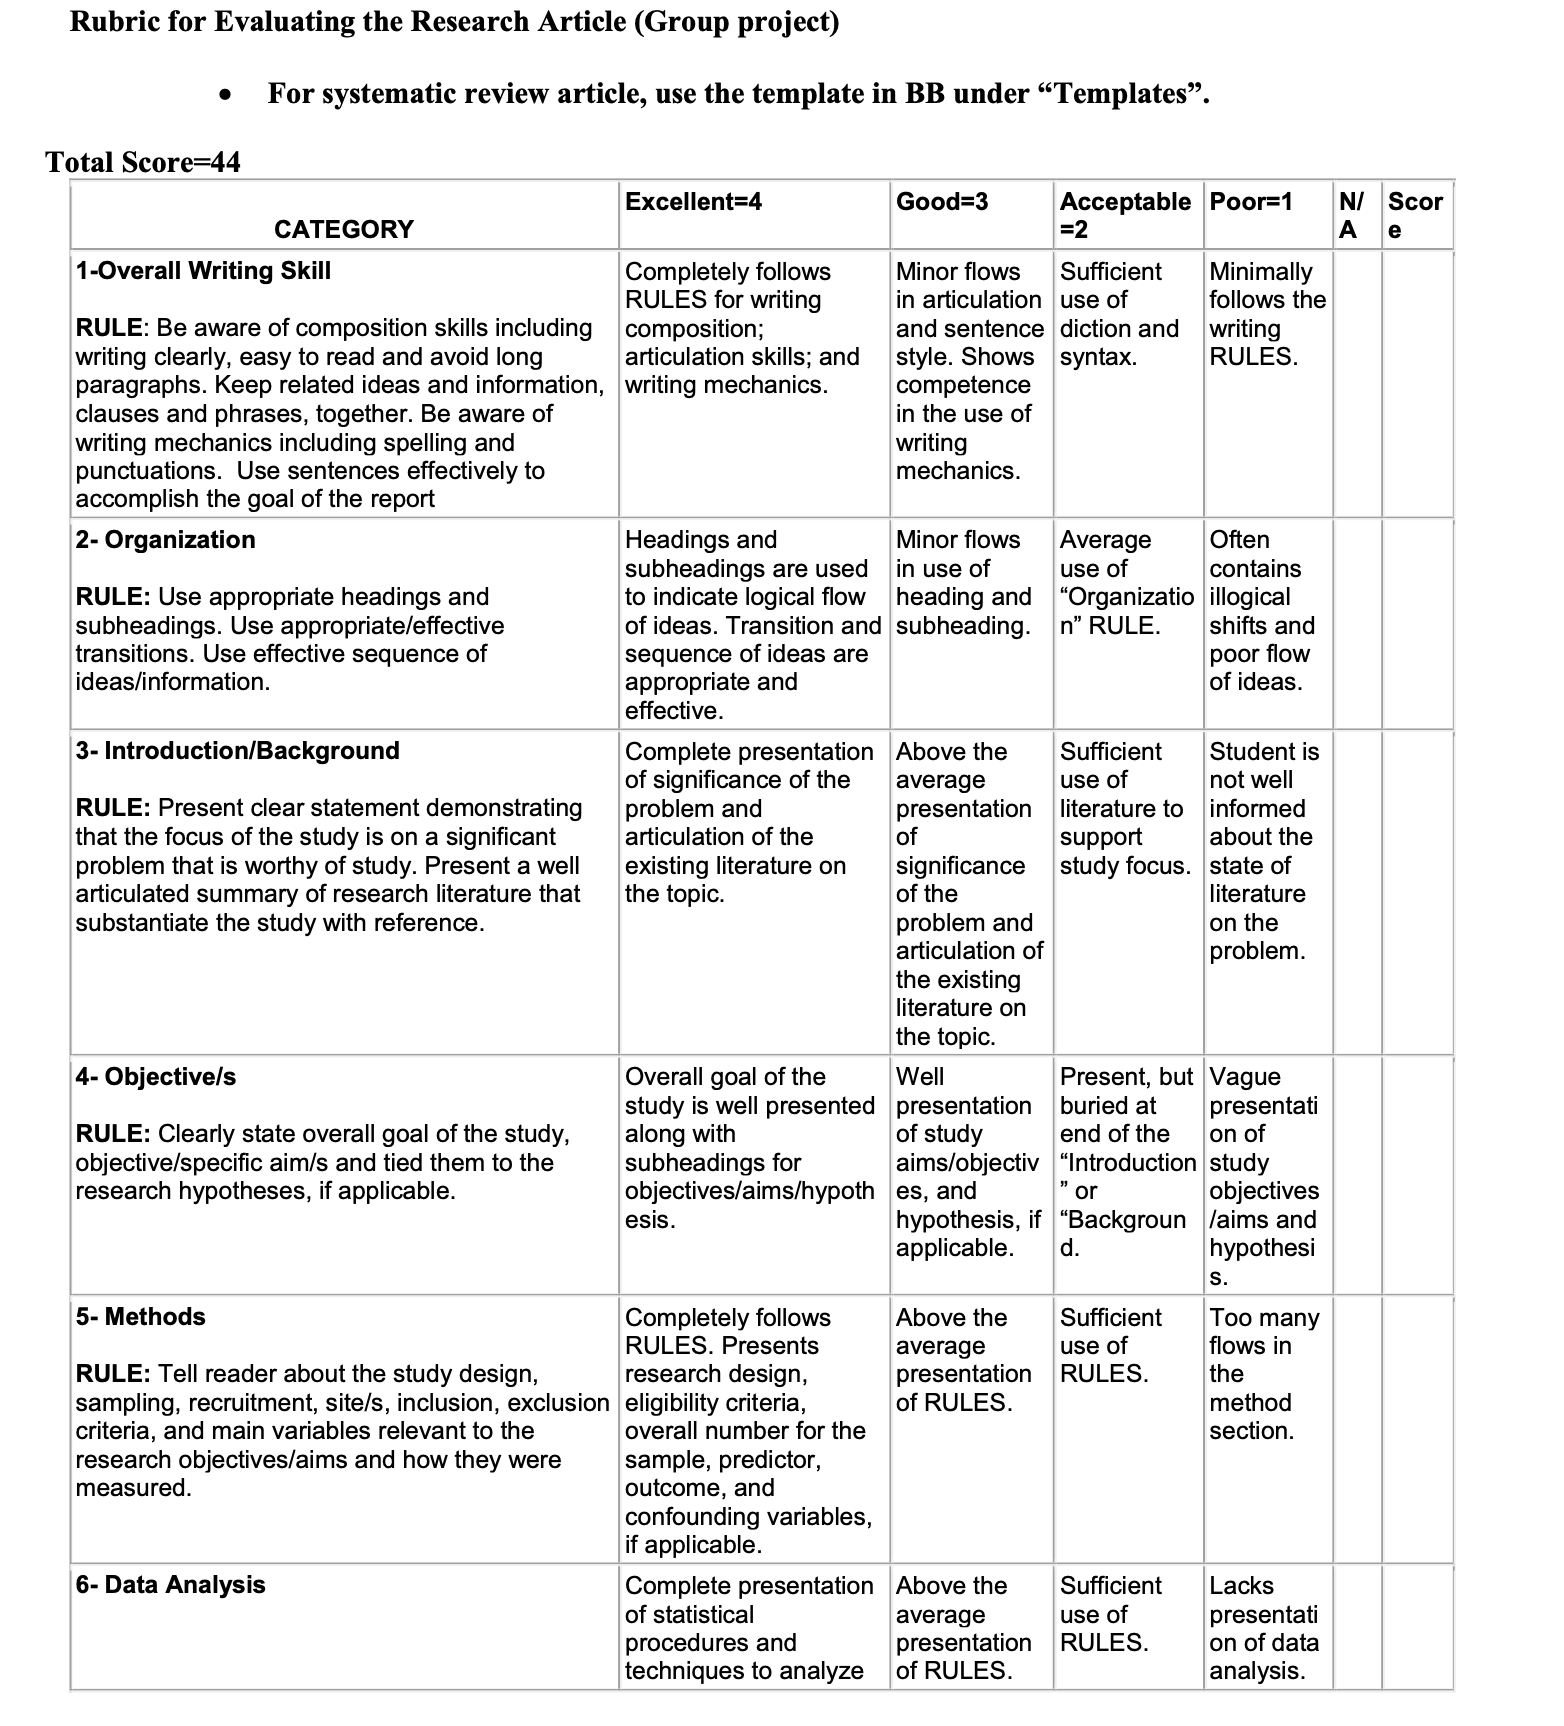 Rubric for Evaluating the Research Article (Group project)
• For systematic review article, use the template in BB under “Templates”.
Total Score=44
CATEGORY
Excellent=4
Good=3
Acceptable
=2
Poor=1
N/
A
Scor
e
1-Overall Writing Skill
RULE: Be aware of composition skills including
writing clearly, easy to read and avoid long
paragraphs. Keep related ideas and information,
clauses and phrases, together. Be aware of
writing mechanics including spelling and
punctuations.  Use sentences effectively to
accomplish the goal of the report
Completely follows
RULES for writing
composition;
articulation skills; and
writing mechanics.
Minor flows
in articulation
and sentence
style. Shows
competence
in the use of
writing
mechanics.
Sufficient
use of
diction and
syntax.
Minimally
follows the
writing
RULES.
2- Organization
RULE: Use appropriate headings and
subheadings. Use appropriate/effective
transitions. Use effective sequence of
ideas/information.
Headings and
subheadings are used
to indicate logical flow
of ideas. Transition and
sequence of ideas are
appropriate and
effective.
Minor flows
in use of
heading and
subheading.
Average
use of
“Organizatio
n” RULE.
Often
contains
illogical
shifts and
poor flow
of ideas.
3- Introduction/Background
RULE: Present clear statement demonstrating
that the focus of the study is on a significant
problem that is worthy of study. Present a well
articulated summary of research literature that
substantiate the study with reference.
Complete presentation
of significance of the
problem and
articulation of the
existing literature on
the topic.
Above the
average
presentation
of
significance
of the
problem and
articulation of
the existing
literature on
the topic.
Sufficient
use of
literature to
support
study focus.
Student is
not well
informed
about the
state of
literature
on the
problem.
4- Objective/s
RULE: Clearly state overall goal of the study,
objective/specific aim/s and tied them to the
research hypotheses, if applicable.
Overall goal of the
study is well presented
along with
subheadings for
objectives/aims/hypoth
esis.
Well
presentation
of study
aims/objectiv
es, and
hypothesis, if
applicable.
Present, but
buried at
end of the
“Introduction
” or
“Backgroun
d.
Vague
presentati
on of
study
objectives
/aims and
hypothesi
s.
5- Methods
RULE: Tell reader about the study design,
sampling, recruitment, site/s, inclusion, exclusion
criteria, and main variables relevant to the
research objectives/aims and how they were
measured.
Completely follows
RULES. Presents
research design,
eligibility criteria,
overall number for the
sample, predictor,
outcome, and
confounding variables,
if applicable.
Above the
average
presentation
of RULES.
Sufficient
use of
RULES.
Too many
flows in
the
method
section.
6- Data Analysis
Complete presentation
of statistical
procedures and
techniques to analyze
Above the
average
presentation
of RULES.
Sufficient
use of
RULES.
Lacks
presentati
on of data
analysis.